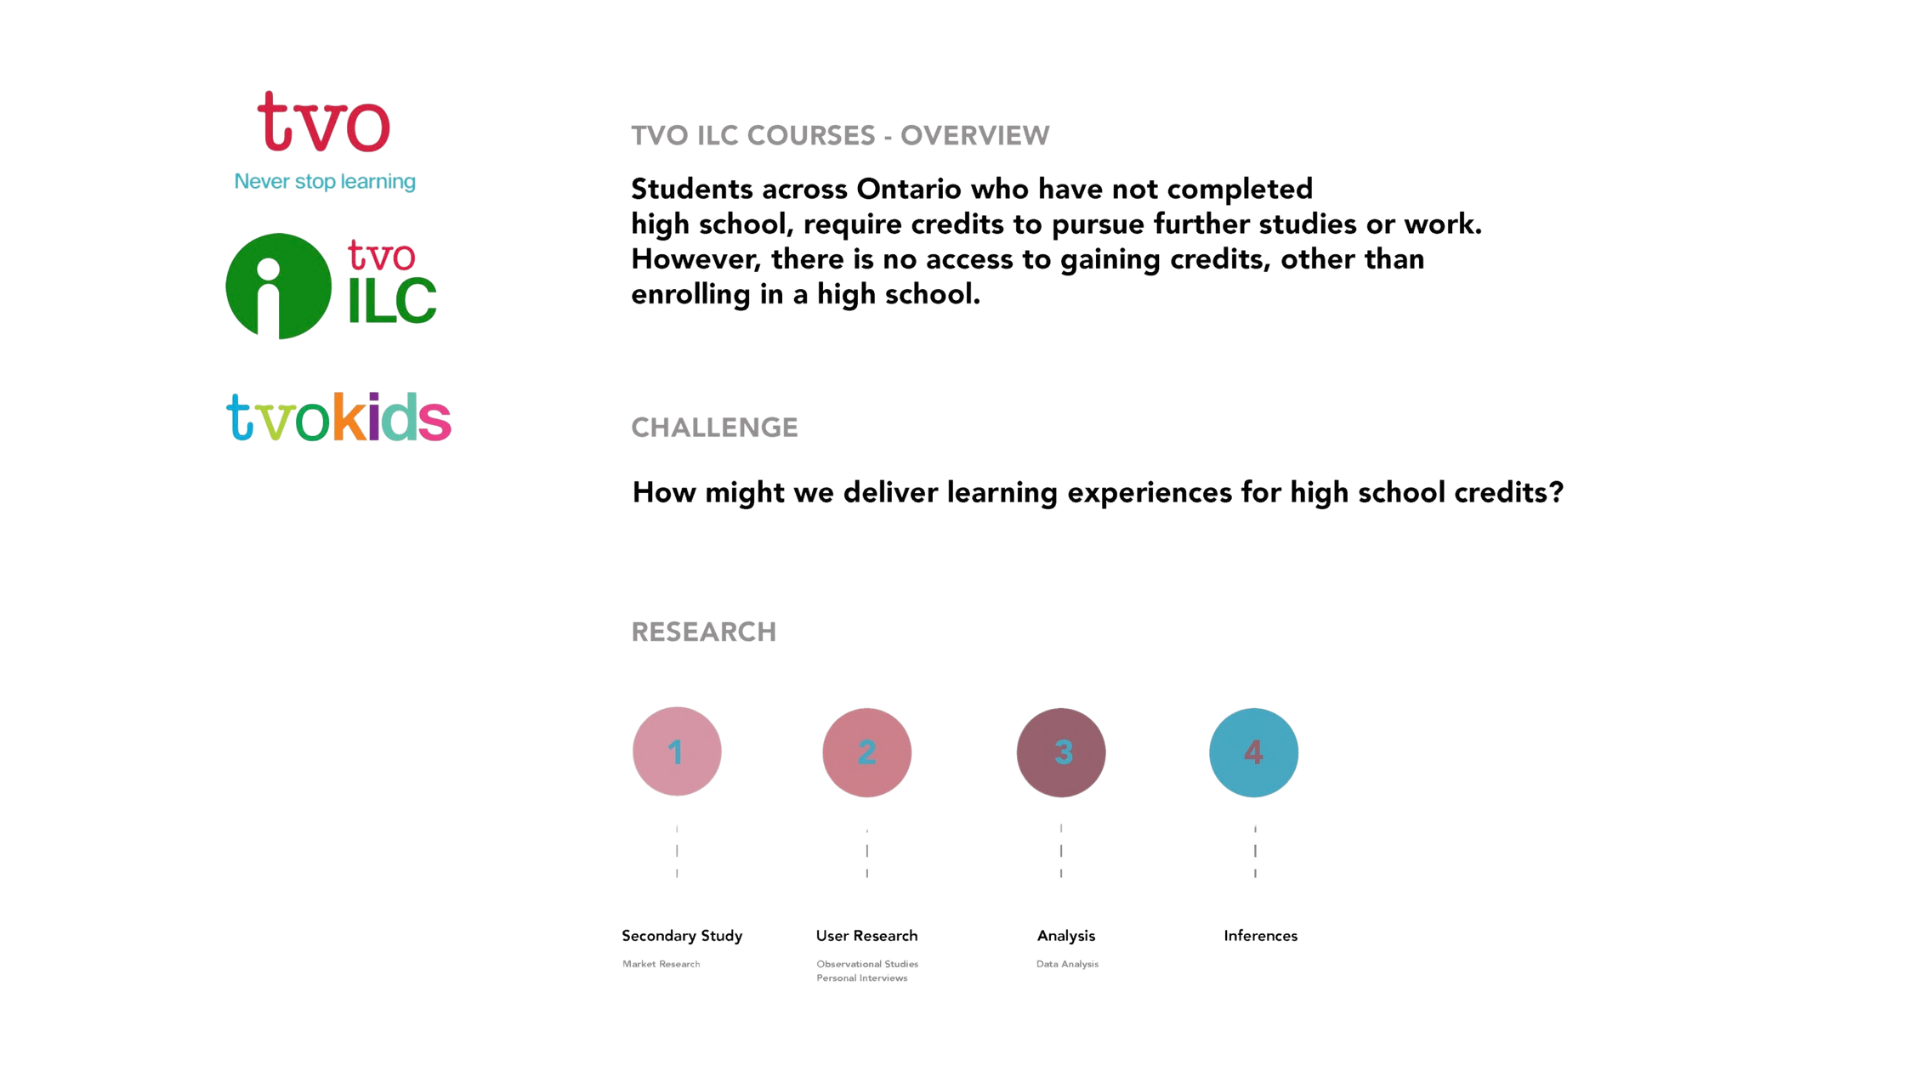 tvo
Never stop learning
tvo
ILC
tvokids
TVO ILC COURSES - OVERVIEW
Students across Ontario who have not completed
high school, require credits to pursue further studies or work.
However, there is no access to gaining credits, other than
enrolling in a high school.
CHALLENGE
How might we deliver learning experiences for high school credits?
RESEARCH
1 2 3 4
Secondary Study User Research Analysis Inferences
Market Research Observational Studies Data Analysis
Personal Interviews